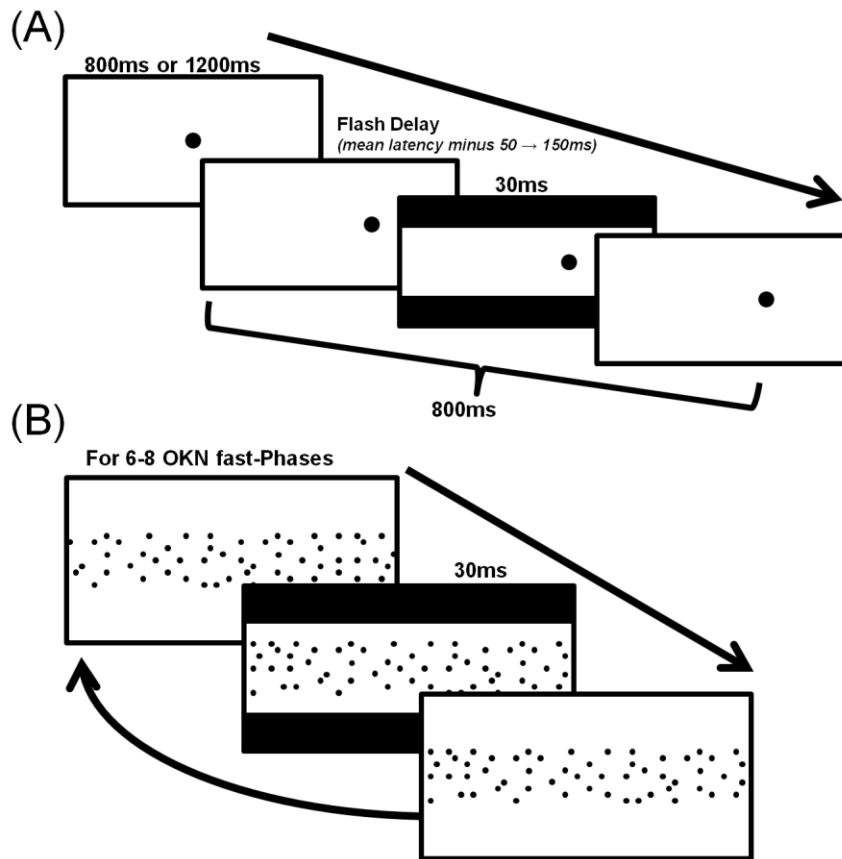 (A)
800ms or 1200ms
Flash Delay
(mean latency minus 50 → 150ms)
30ms
800ms
(B)
For 6-8 OKN fast-Phases
30ms